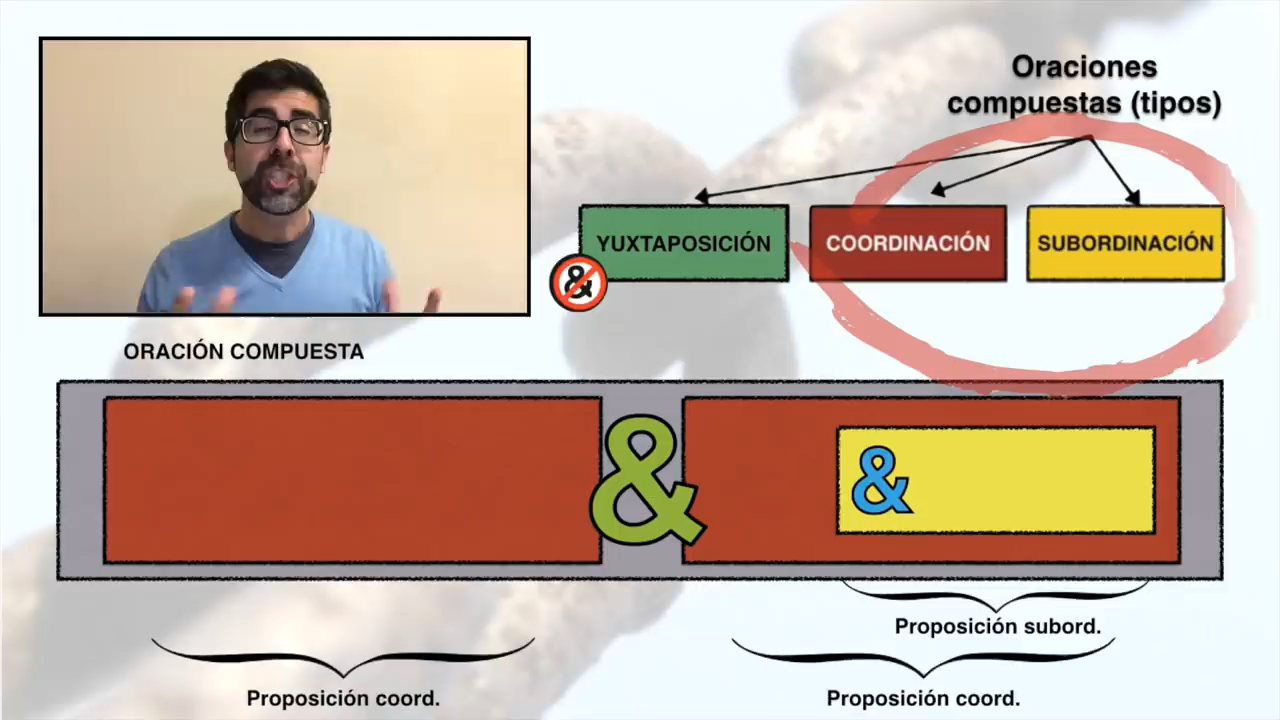 Oraciones
compuestas (tipos)
YUXTAPOSICIÓN
COORDINACIÓN
SUBORDINACIÓN
&
ORACIÓN COMPUESTA
&
&
Proposición subord.
Proposición coord.
Proposición coord.